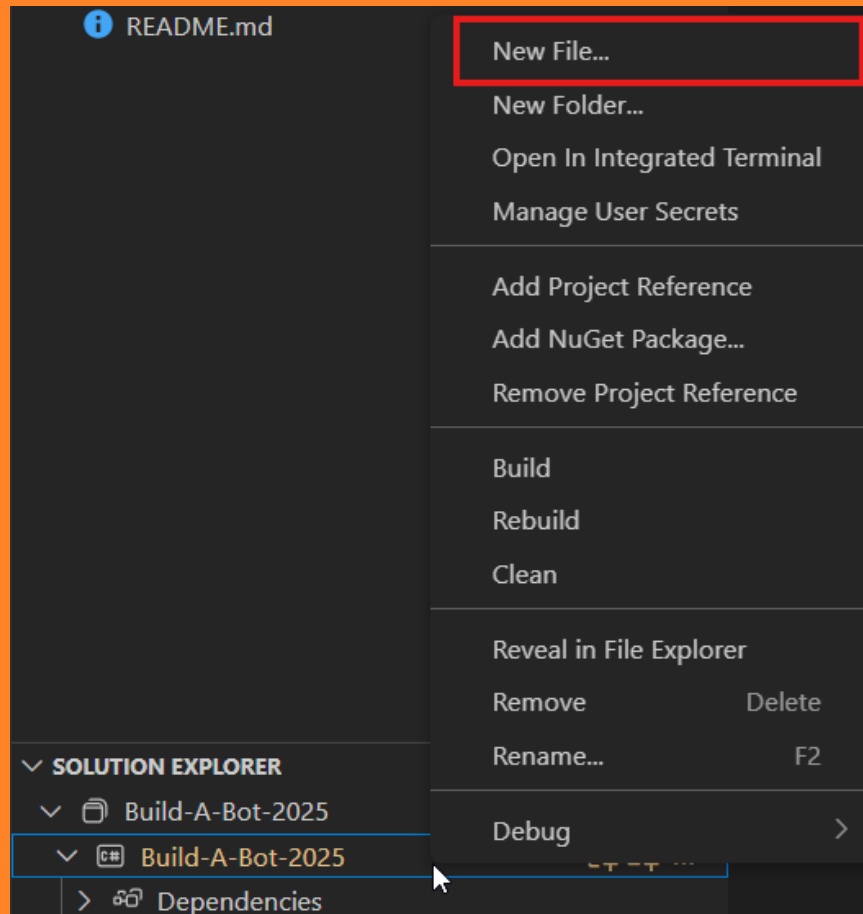 README.md
New File...
New Folder...
Open In Integrated Terminal
Manage User Secrets
Add Project Reference
Add NuGet Package...
Remove Project Reference
Build
Rebuild
Clean
Reveal in File Explorer
Remove Delete
Rename... F2
Debug
SOLUTION EXPLORER
Build-A-Bot-2025
C# Build-A-Bot-2025
Dependencies